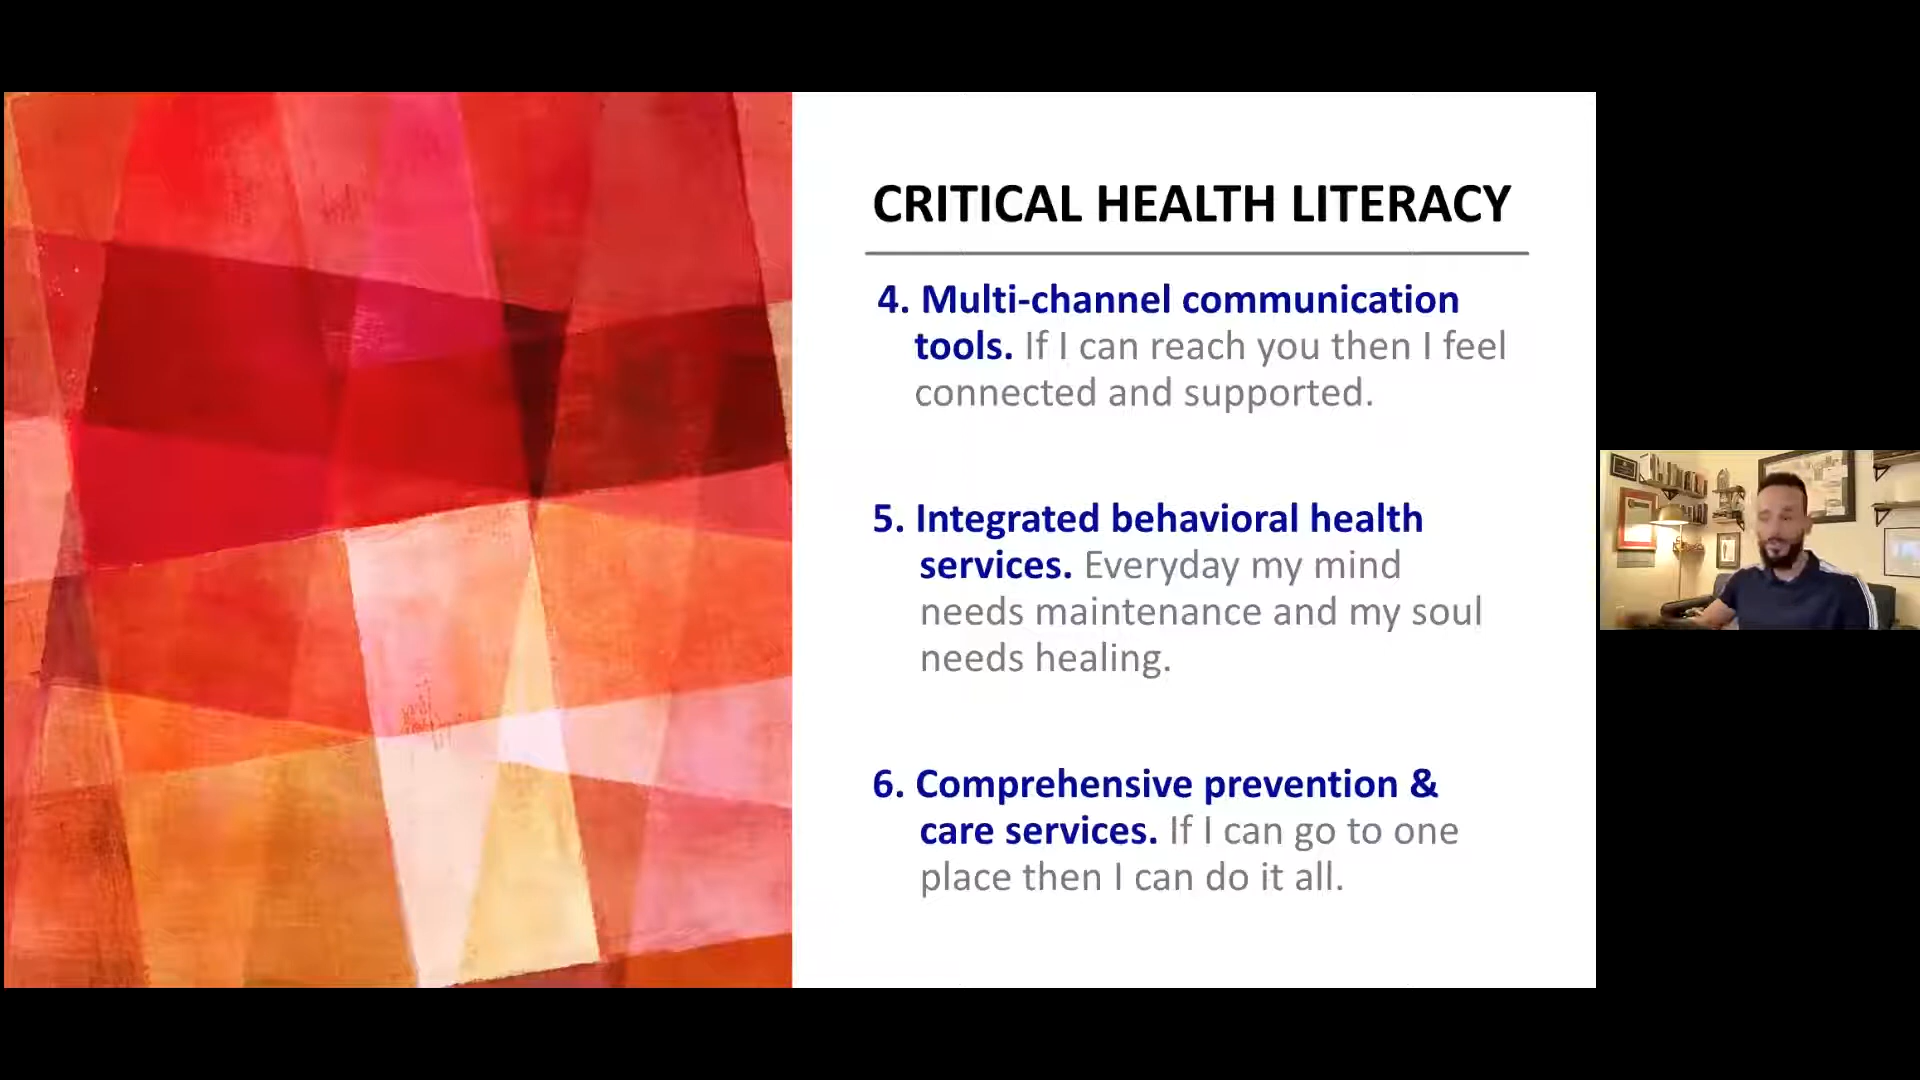 CRITICAL HEALTH LITERACY
4. Multi-channel communication
tools. If I can reach you then I feel
connected and supported.
5. Integrated behavioral health
services. Everyday my mind
needs maintenance and my soul
needs healing.
6. Comprehensive prevention &
care services. If I can go to one
place then I can do it all.